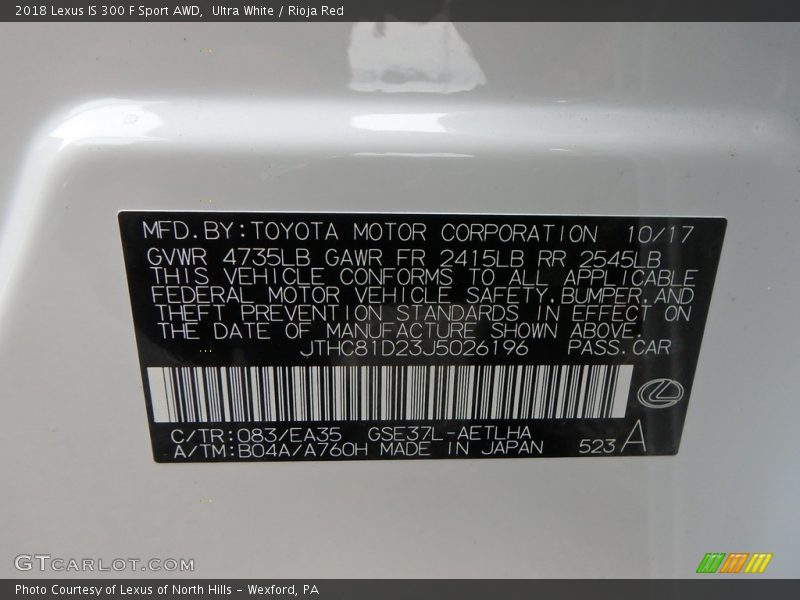 2018 Lexus IS 300 F Sport AWD,  Ultra White / Rioja Red
MFD.BY:TOYOTA MOTOR CORPORATION 10/17
GVWR 4735LB GAWR FR 2415LB RR 2545LB
THIS VEHICLE CONFORMS TO ALL APPLICABLE
FEDERAL MOTOR VEHICLE SAFETY,BUMPER,AND
THEFT PREVENTION STANDARDS IN EFFECT ON
THE DATE OF MANUFACTURE SHOWN ABOVE.
JTHC81D23J5026196 PASS.CAR
C/TR:083/EA35 GSE37L-AETLHA
A/TM:B04A/A760H MADE IN JAPAN 523 A
GTCARLOT.COM
Photo Courtesy of Lexus of North Hills - Wexford, PA